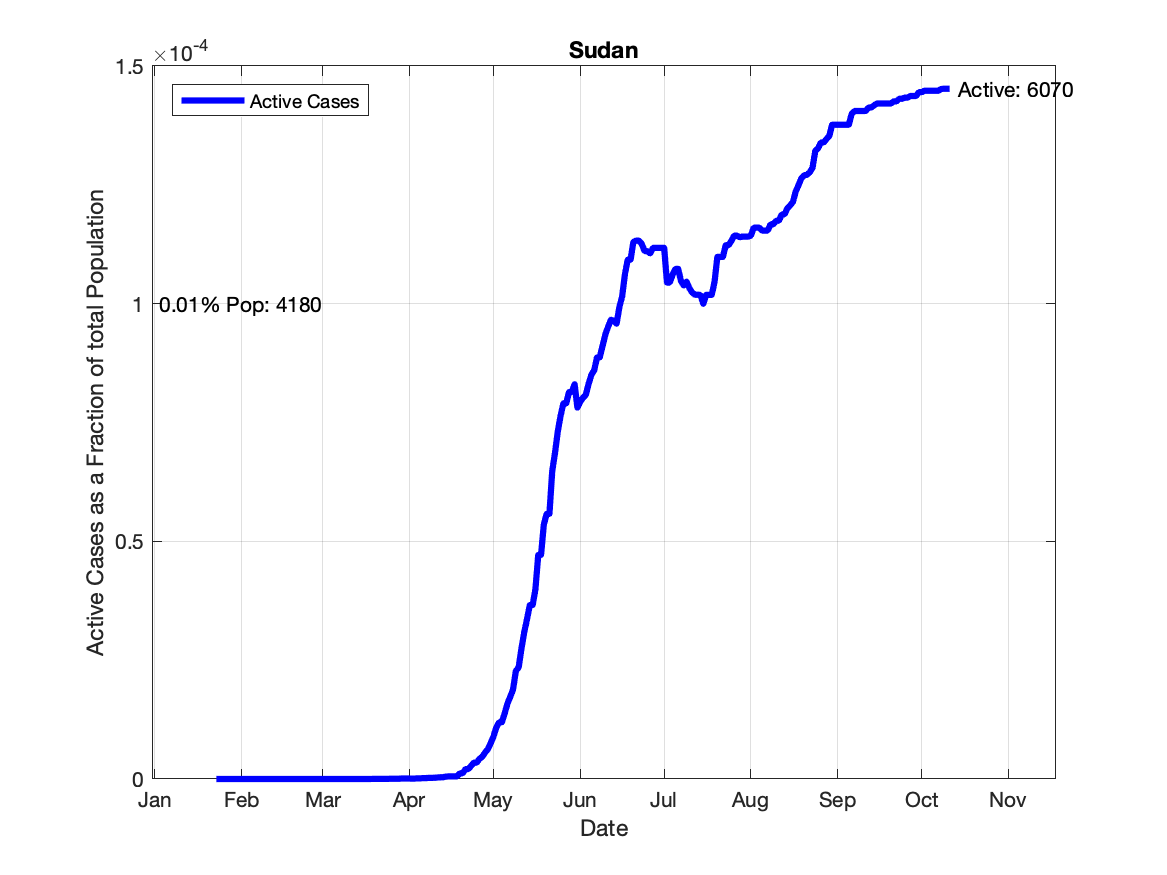 Sudan
×10-4
1.5
1
0.5
0
Active Cases
Active: 6070
0.01% Pop: 4180
Active Cases as a Fraction of total Population
Jan Feb Mar Apr May Jun Jul Aug Sep Oct Nov
Date